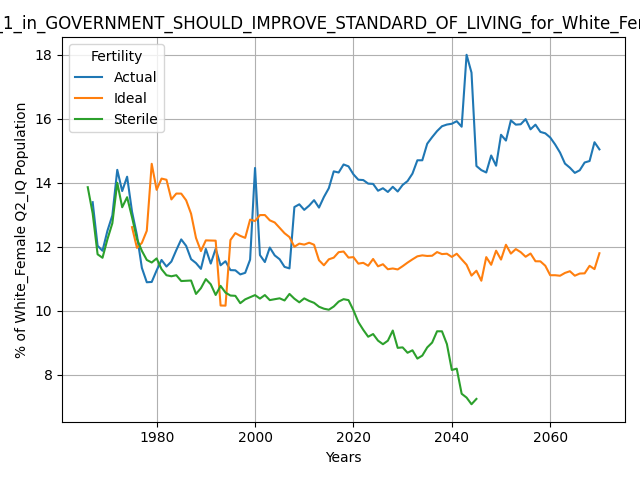 _1_in_GOVERNMENT_SHOULD_IMPROVE_STANDARD_OF_LIVING_for_White_Fe
Fertility
Actual
Ideal
Sterile
% of White_Female Q2_IQ Population
18
16
14
12
10
8
1980 2000 2020 2040 2060
Years